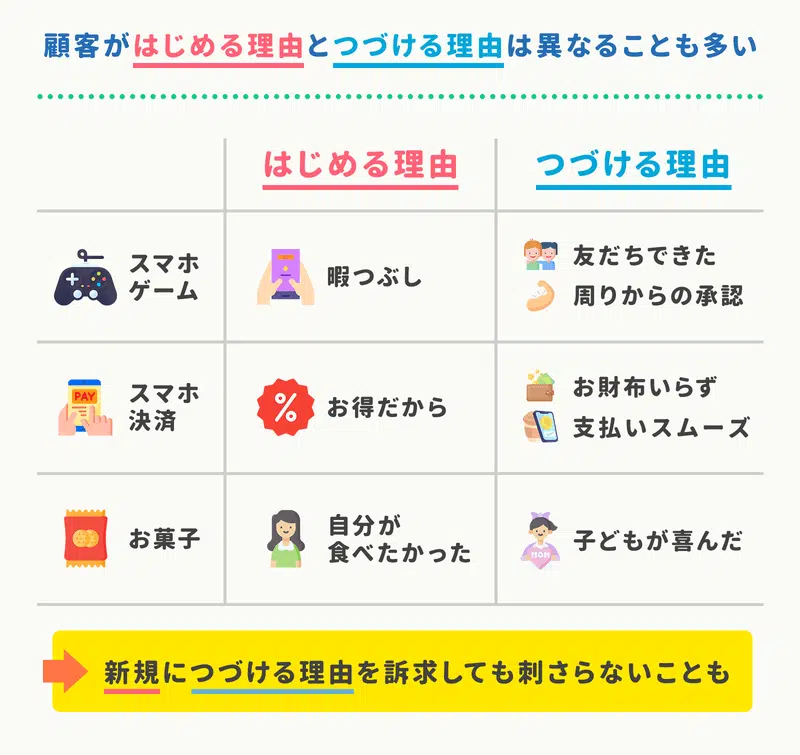 顧客がはじめる理由とつづける理由は異なることも多い
はじめる理由
つづける理由
スマホ
ゲーム
暇つぶし
友だちできた
周りからの承認
PAY
スマホ
決済
%
お得だから
お財布いらず
支払いスムーズ
お菓子
自分が
食べたかった
MOM
子どもが喜んだ
新規につづける理由を訴求しても刺さらないことも